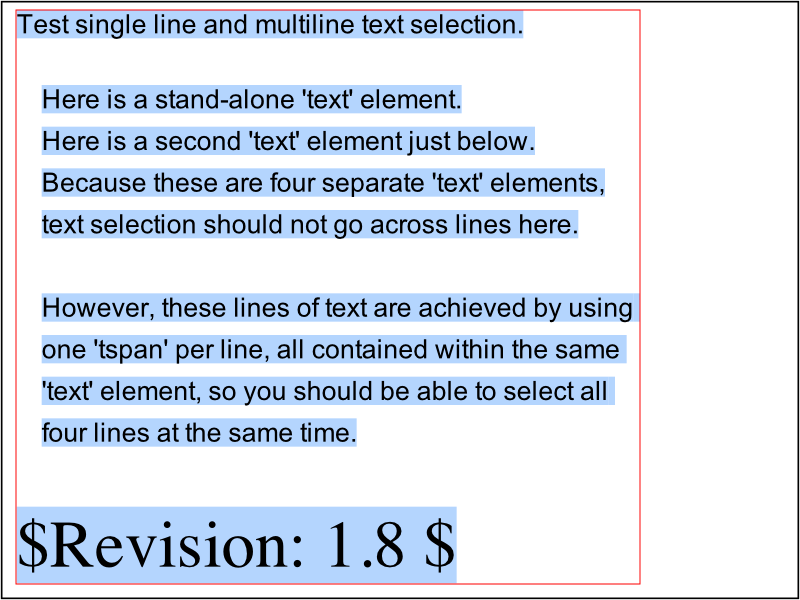 Test single line and multiline text selection.
Here is a stand-alone 'text' element.
Here is a second 'text' element just below.
Because these are four separate 'text' elements,
text selection should not go across lines here.
However, these lines of text are achieved by using
one 'tspan' per line, all contained within the same
'text' element, so you should be able to select all
four lines at the same time.
$Revision: 1.8 $